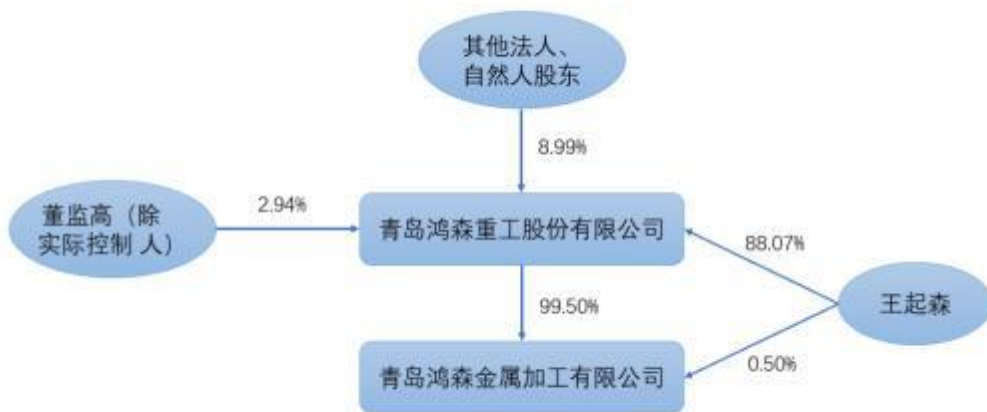 其他法人、
自然人股东
8.99%
董监高（除
实际控制 人）
2.94%
青岛鸿森重工股份有限公司
88.07%
王起森
99.50%
0.50%
青岛鸿森金属加工有限公司